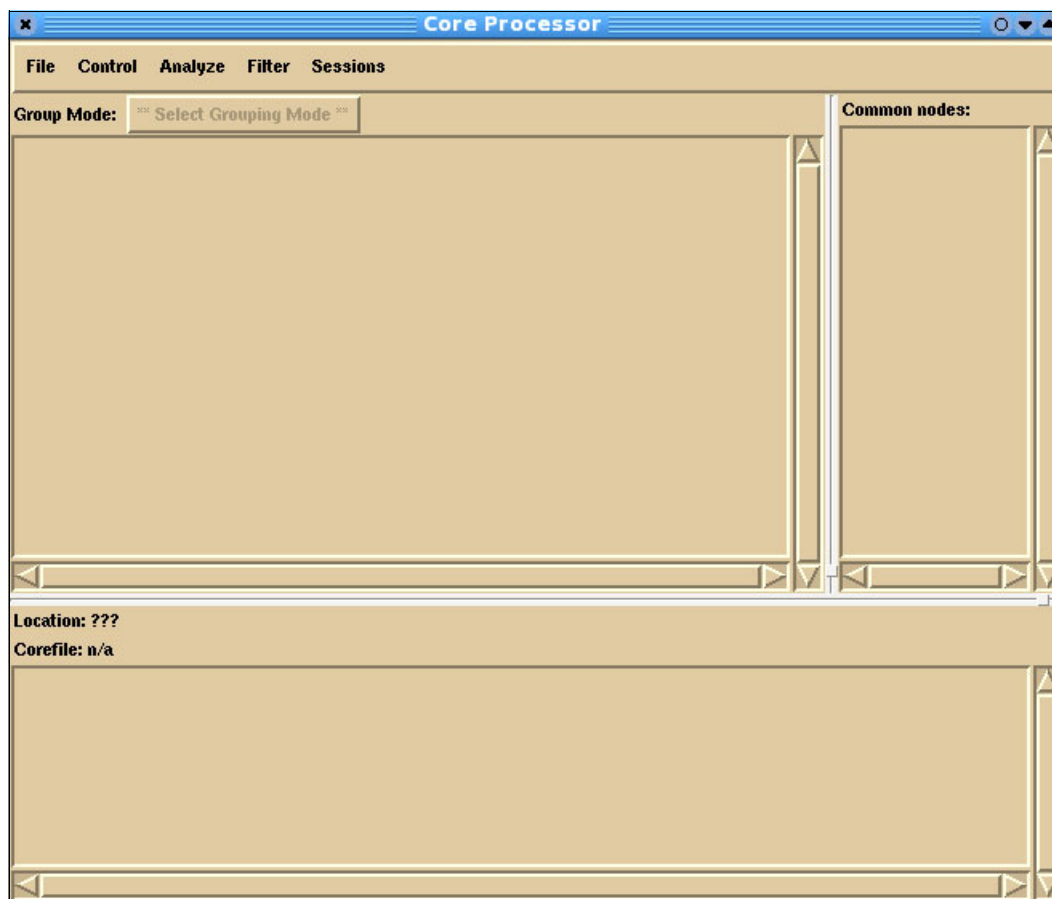 Core Processor
File Control Analyze Filter Sessions
Group Mode: ** Select Grouping Mode **
Common nodes:
Location: ???
Corefile: n/a